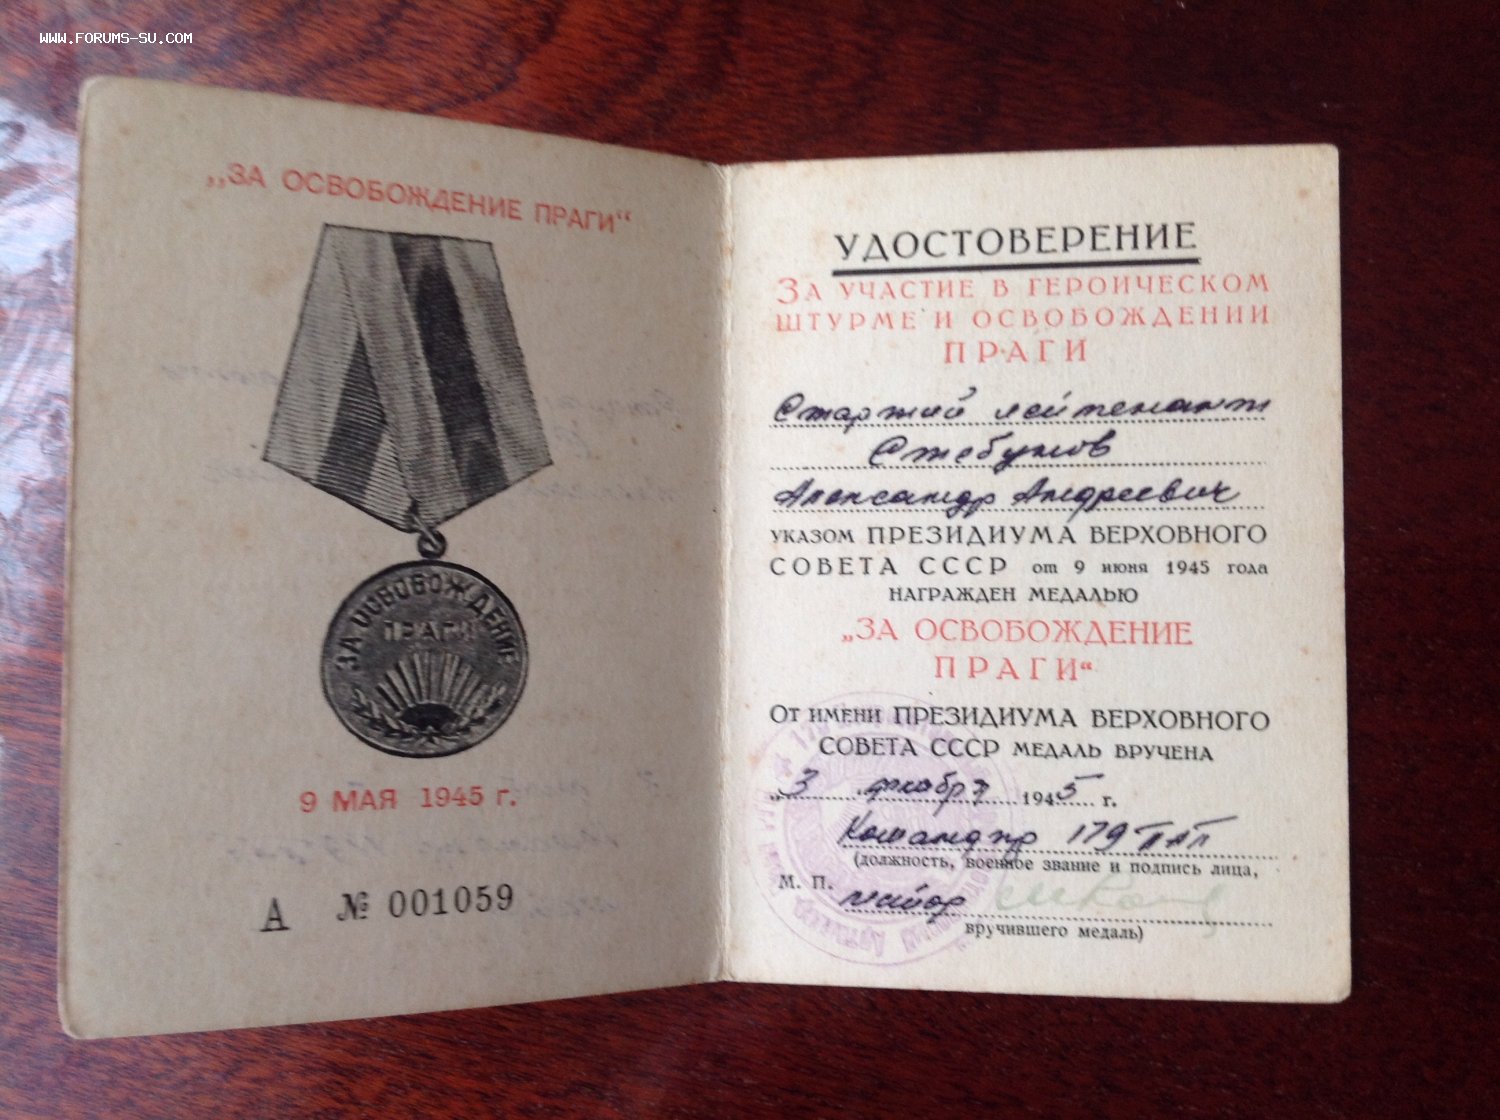 WWW.FORUMS-SU.COM
„ЗА ОСВОБОЖДЕНИЕ ПРАГИ“
ЗА ОСВОБОЖДЕНИЕ
ПРАГИ
9 МАЯ 1945 г.
А № 001059
УДОСТОВЕРЕНИЕ
ЗА УЧАСТИЕ В ГЕРОИЧЕСКОМ
ШТУРМЕ И ОСВОБОЖДЕНИИ
ПРАГИ
Старший лейтенант
Стебунов
Александр Андреевич
УКАЗОМ ПРЕЗИДИУМА ВЕРХОВНОГО
СОВЕТА СССР от 9 июня 1945 года
НАГРАЖДЕН МЕДАЛЬЮ
„ЗА ОСВОБОЖДЕНИЕ
ПРАГИ“
ОТ ИМЕНИ ПРЕЗИДИУМА ВЕРХОВНОГО
СОВЕТА СССР МЕДАЛЬ ВРУЧЕНА
„3 декабря 1945 г.
Командир 179 ПАП
(должность, военное звание и подпись лица,
М. П. майор
вручившего медаль)